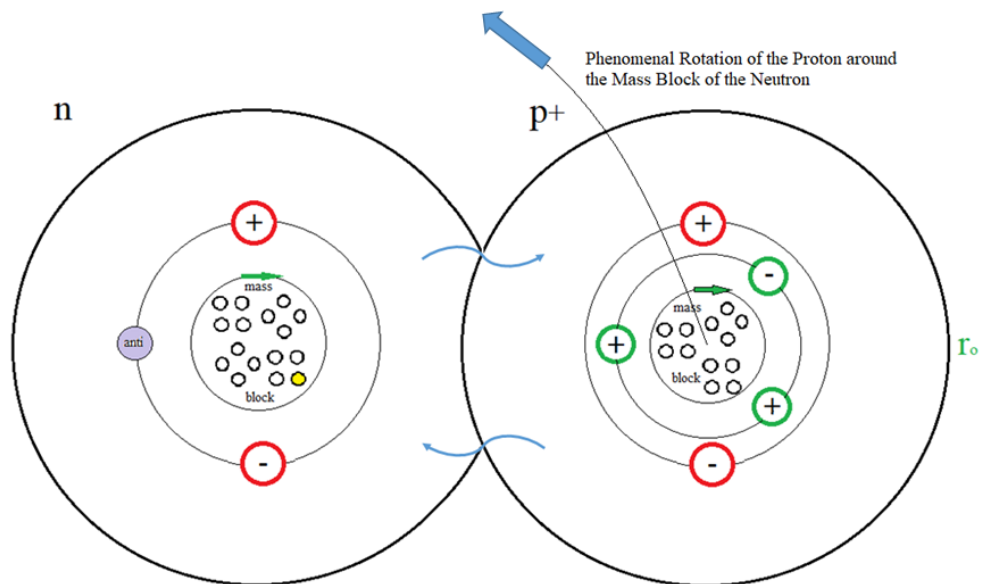 Phenomenal Rotation of the Proton around
the Mass Block of the Neutron
n
p+
+
+
-
mass
mass
anti
+
rₒ
block
block
+
-
-